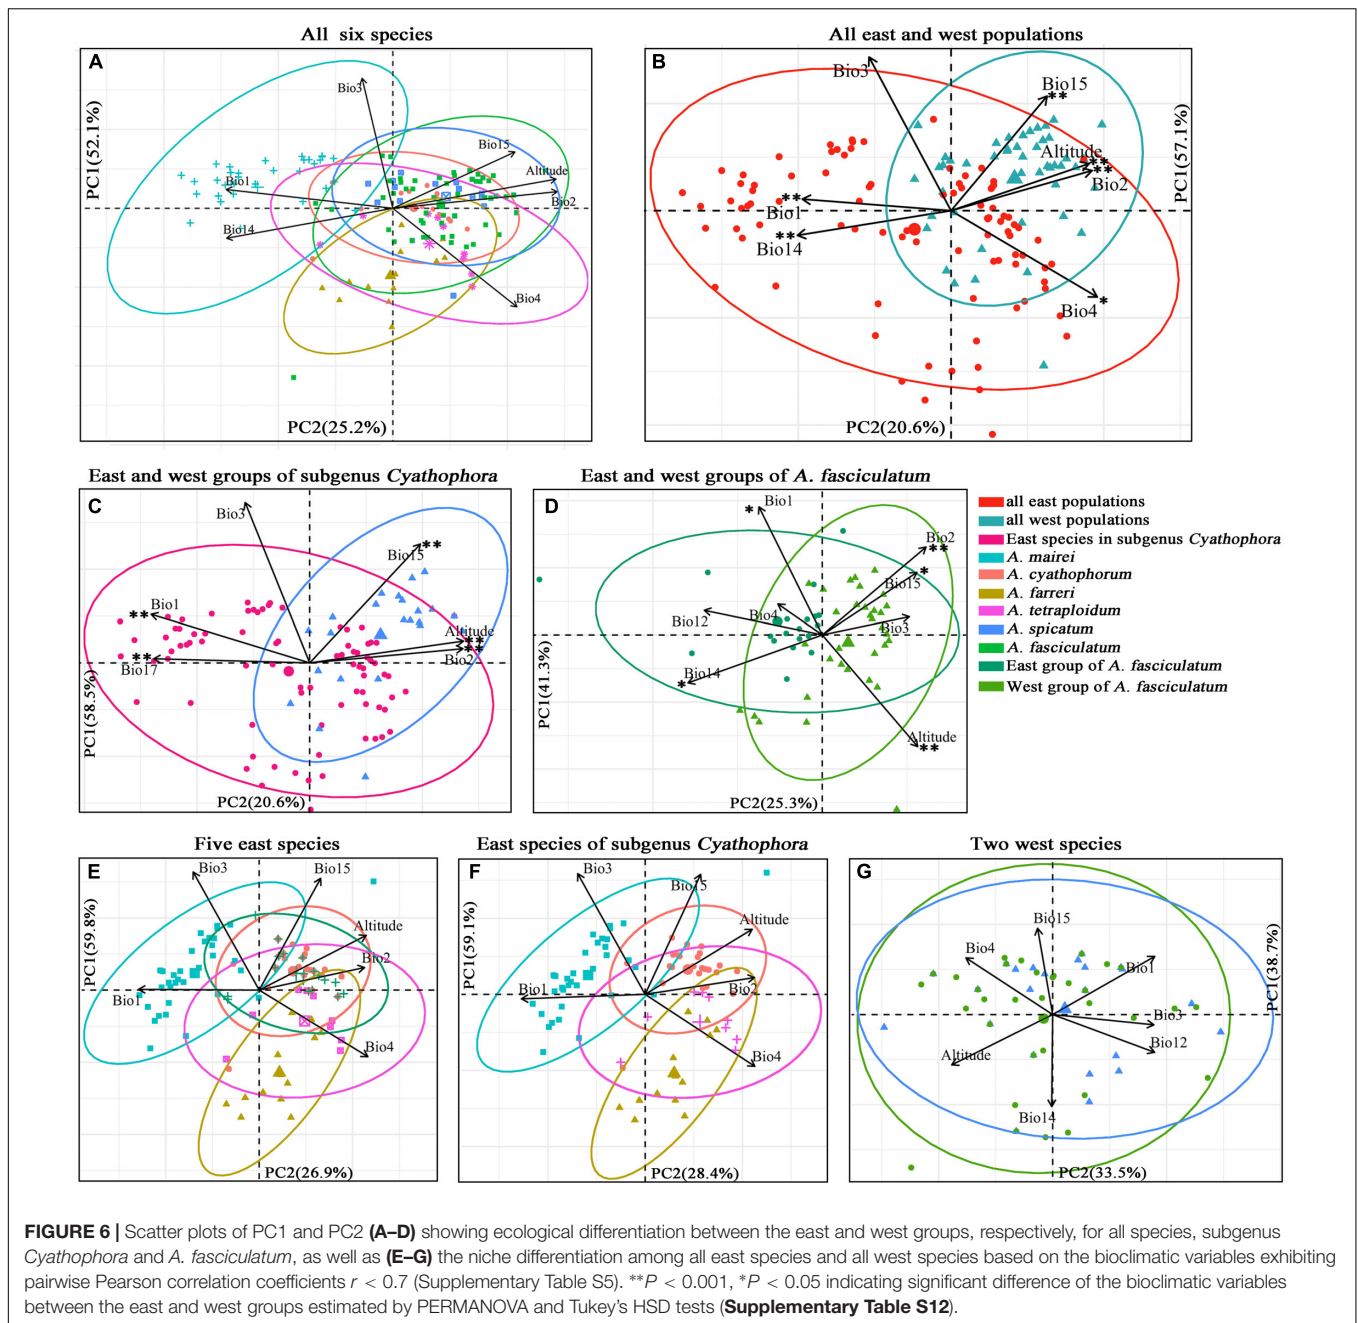 All six species
A
PC1(52.1%)
Bio3
Bio15
Altitude
Bio2
Bio1
Bio14
Bio4
PC2(25.2%)
All east and west populations
B
Bio3
Bio15
**
PC1(57.1%)
Altitude
**
**
Bio2
**
Bio1
**
Bio14
*
Bio4
PC2(20.6%)
East and west groups of subgenus Cyathophora
C
Bio3
**
Bio15
**
Bio1
Altitude
**
**
Bio2
**
Bio17
PC1(58.5%)
PC2(20.6%)
East and west groups of A. fasciculatum
D
*
Bio1
Bio2
**
*
Bio15
Bio12
Bio4
Bio3
Bio14
*
PC1(41.3%)
Altitude
**
PC2(25.3%)
all east populations
all west populations
East species in subgenus Cyathophora
A. mairei
A. cyathophorum
A. farreri
A. tetraploidum
A. spicatum
A. fasciculatum
East group of A. fasciculatum
West group of A. fasciculatum
Five east species
E
Bio3
Bio15
PC1(59.8%)
Altitude
Bio2
Bio1
Bio4
PC2(26.9%)
East species of subgenus Cyathophora
F
Bio3
Bio15
PC1(59.1%)
Altitude
Bio2
Bio1
Bio4
PC2(28.4%)
Two west species
G
Bio15
Bio4
Bio1
PC1(38.7%)
Bio3
Bio12
Altitude
Bio14
PC2(33.5%)
FIGURE 6 | Scatter plots of PC1 and PC2 (A–D) showing ecological differentiation between the east and west groups, respectively, for all species, subgenus
Cyathophora and A. fasciculatum, as well as (E–G) the niche differentiation among all east species and all west species based on the bioclimatic variables exhibiting
pairwise Pearson correlation coefficients r < 0.7 (Supplementary Table S5). **P < 0.001, *P < 0.05 indicating significant difference of the bioclimatic variables
between the east and west groups estimated by PERMANOVA and Tukey's HSD tests (Supplementary Table S12).